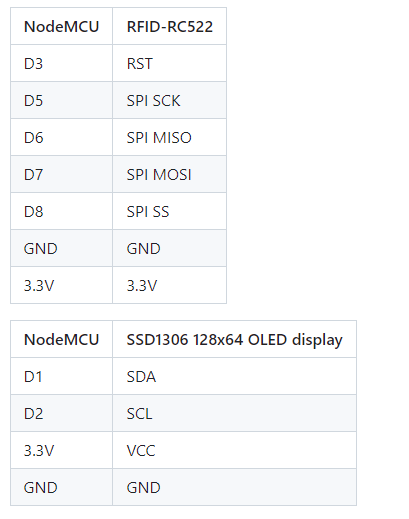 NodeMCU RFID-RC522
D3 RST
D5 SPI SCK
D6 SPI MISO
D7 SPI MOSI
D8 SPI SS
GND GND
3.3V 3.3V
NodeMCU SSD1306 128x64 OLED display
D1 SDA
D2 SCL
3.3V VCC
GND GND